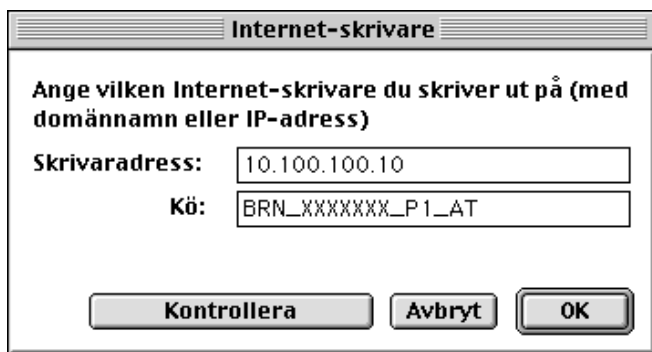 Internet-skrivare
Ange vilken Internet-skrivare du skriver ut på (med
domännamn eller IP-adress)
Skrivaradress: 10.100.100.10
Kö: BRN_XXXXXXX_P1_AT
Kontrollera Avbryt OK